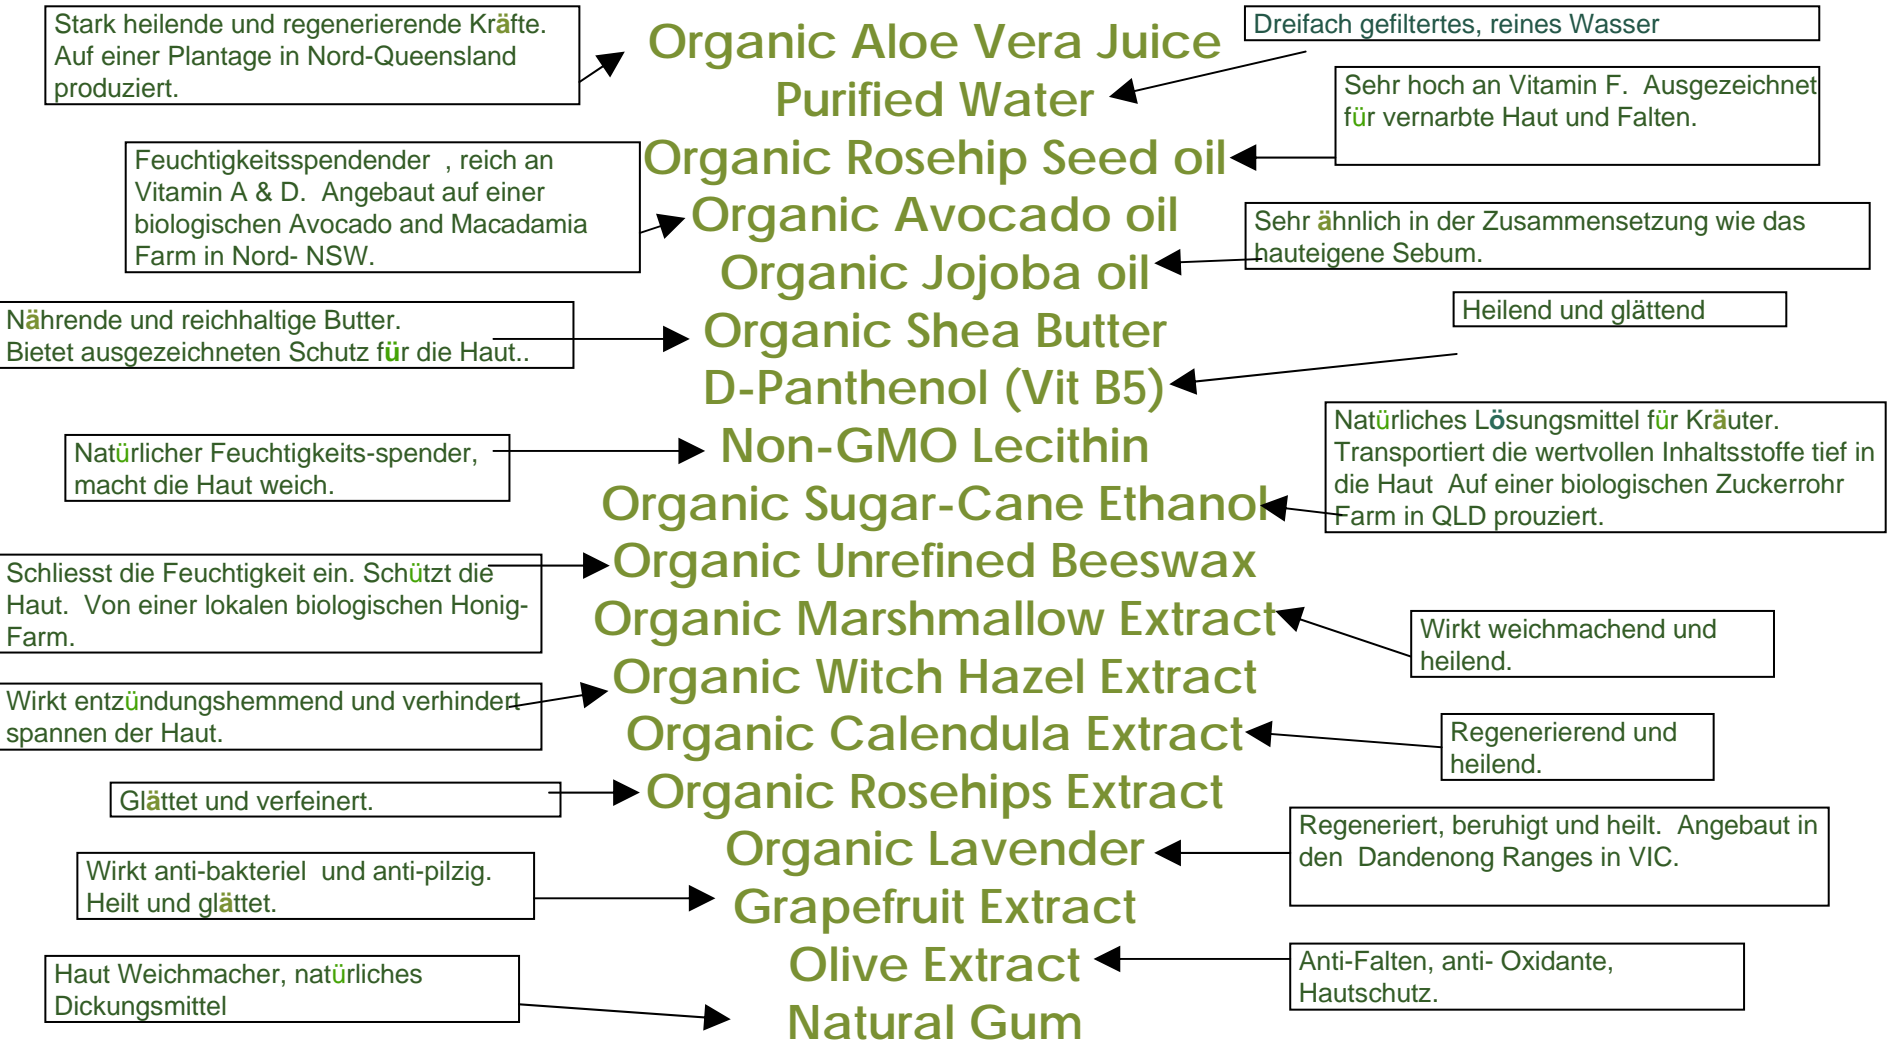 Stark heilende und regenerierende Kräfte.
Auf einer Plantage in Nord-Queensland
produziert.
Organic Aloe Vera Juice
Dreifach gefiltertes, reines Wasser
Purified Water
Sehr hoch an Vitamin F.  Ausgezeichnet
für vernarbte Haut und Falten.
Organic Rosehip Seed oil
Feuchtigkeitsspendender  , reich an
Vitamin A & D.  Angebaut auf einer
biologischen Avocado and Macadamia
Farm in Nord- NSW.
Organic Avocado oil
Sehr ähnlich in der Zusammensetzung wie das
hauteigene Sebum.
Organic Jojoba oil
Nährende und reichhaltige Butter.
Bietet ausgezeichneten Schutz für die Haut..
Organic Shea Butter
Heilend und glättend
D-Panthenol (Vit B5)
Natürlicher Feuchtigkeits-spender,
macht die Haut weich.
Non-GMO Lecithin
Natürliches Lösungsmittel für Kräuter.
Transportiert die wertvollen Inhaltsstoffe tief in
die Haut  Auf einer biologischen Zuckerrohr
Farm in QLD prouziert.
Organic Sugar-Cane Ethanol
Schliesst die Feuchtigkeit ein. Schützt die
Haut.  Von einer lokalen biologischen Honig-
Farm.
Organic Unrefined Beeswax
Organic Marshmallow Extract
Wirkt weichmachend und
heilend.
Wirkt entzündungshemmend und verhindert
spannen der Haut.
Organic Witch Hazel Extract
Organic Calendula Extract
Regenerierend und
heilend.
Glättet und verfeinert.
Organic Rosehips Extract
Organic Lavender
Regeneriert, beruhigt und heilt.  Angebaut in
den  Dandenong Ranges in VIC.
Wirkt anti-bakteriel  und anti-pilzig.
Heilt und glättet.
Grapefruit Extract
Olive Extract
Anti-Falten, anti- Oxidante,
Hautschutz.
Haut Weichmacher, natürliches
Dickungsmittel
Natural Gum